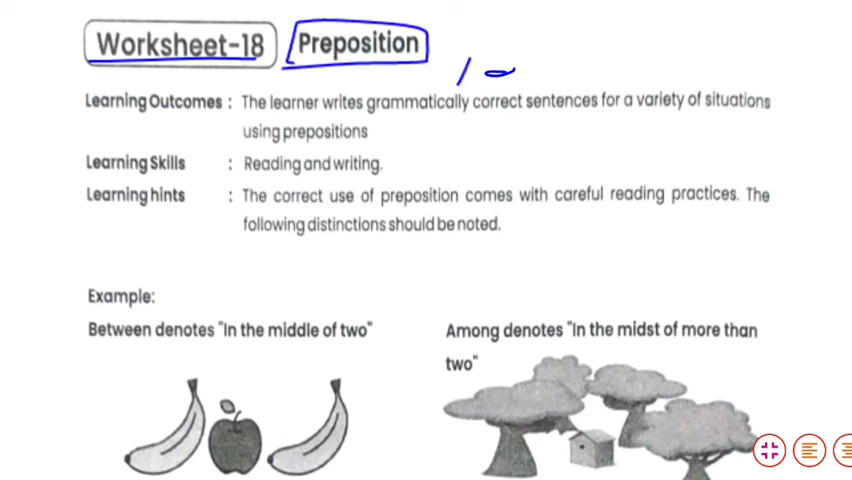 Worksheet-18 Preposition
Learning Outcomes : The learner writes grammatically correct sentences for a variety of situations
using prepositions
Learning Skills : Reading and writing.
Learning hints : The correct use of preposition comes with careful reading practices. The
following distinctions should be noted.
Example:
Between denotes "In the middle of two"
Among denotes "In the midst of more than
two"